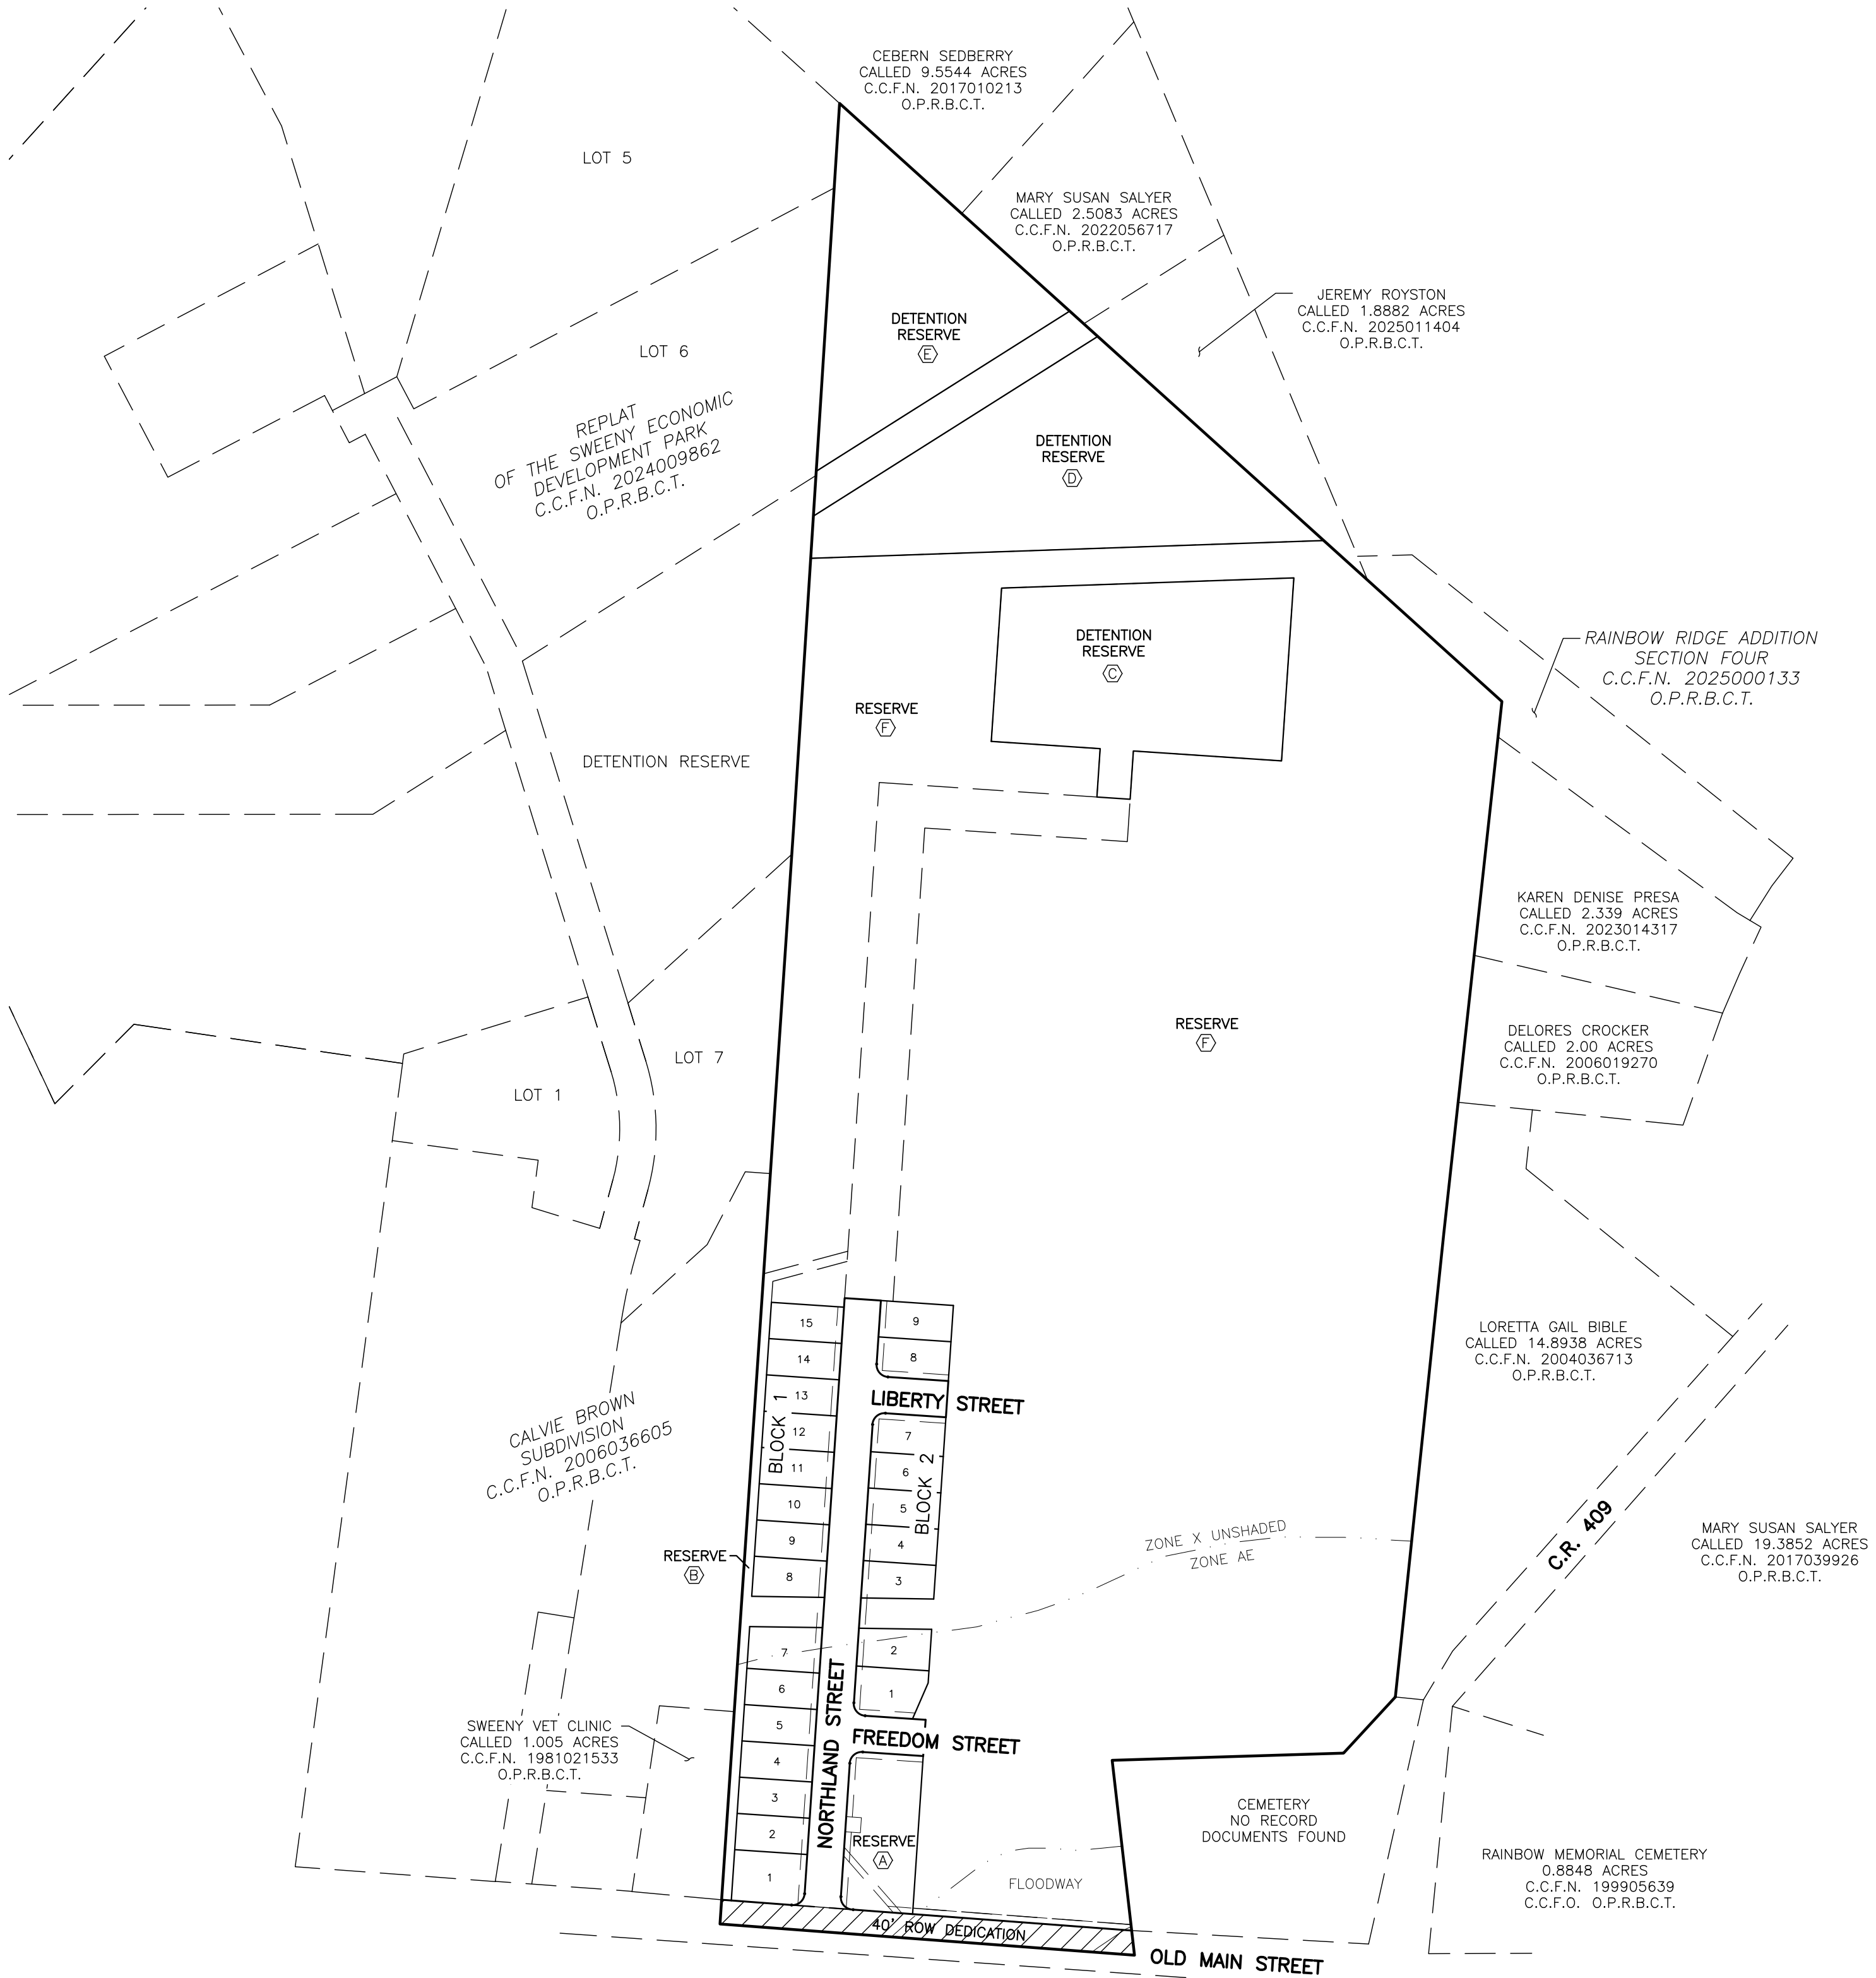 CEBERN SEDBERRY
CALLED 9.5544 ACRES
C.C.F.N. 2017010213
O.P.R.B.C.T.
LOT 5
MARY SUSAN SALYER
CALLED 2.5083 ACRES
C.C.F.N. 2022056717
O.P.R.B.C.T.
JEREMY ROYSTON
CALLED 1.8882 ACRES
C.C.F.N. 2025011404
O.P.R.B.C.T.
DETENTION
RESERVE
E
LOT 6
REPLAT
OF THE SWEENY ECONOMIC
DEVELOPMENT PARK
C.C.F.N. 2024009862
O.P.R.B.C.T.
DETENTION
RESERVE
D
DETENTION
RESERVE
C
RAINBOW RIDGE ADDITION
SECTION FOUR
C.C.F.N. 2025000133
O.P.R.B.C.T.
RESERVE
F
DETENTION RESERVE
KAREN DENISE PRESA
CALLED 2.339 ACRES
C.C.F.N. 2023014317
O.P.R.B.C.T.
RESERVE
F
DELORES CROCKER
CALLED 2.00 ACRES
C.C.F.N. 2006019270
O.P.R.B.C.T.
LOT 7
LOT 1
LORETTA GAIL BIBLE
CALLED 14.8938 ACRES
C.C.F.N. 2004036713
O.P.R.B.C.T.
15
14
13
12
11
10
9
8
7
6
5
4
3
2
1
BLOCK 1
9
8
7
6
5
4
3
2
1
BLOCK 2
LIBERTY STREET
CALVIE BROWN
SUBDIVISION
C.C.F.N. 2006036605
O.P.R.B.C.T.
ZONE X UNSHADED
ZONE AE
C.R. 409
MARY SUSAN SALYER
CALLED 19.3852 ACRES
C.C.F.N. 2017039926
O.P.R.B.C.T.
RESERVE
B
NORTHLAND STREET
FREEDOM STREET
SWEENY VET CLINIC
CALLED 1.005 ACRES
C.C.F.N. 1981021533
O.P.R.B.C.T.
CEMETERY
NO RECORD
DOCUMENTS FOUND
RESERVE
A
FLOODWAY
RAINBOW MEMORIAL CEMETERY
0.8848 ACRES
C.C.F.N. 199905639
C.C.F.O. O.P.R.B.C.T.
40' ROW DEDICATION
OLD MAIN STREET